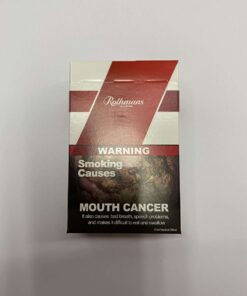 Rothmans
WARNING
Smoking
Causes
MOUTH CANCER
It also causes bad breath, speech problems,
and makes it difficult to eat and swallow